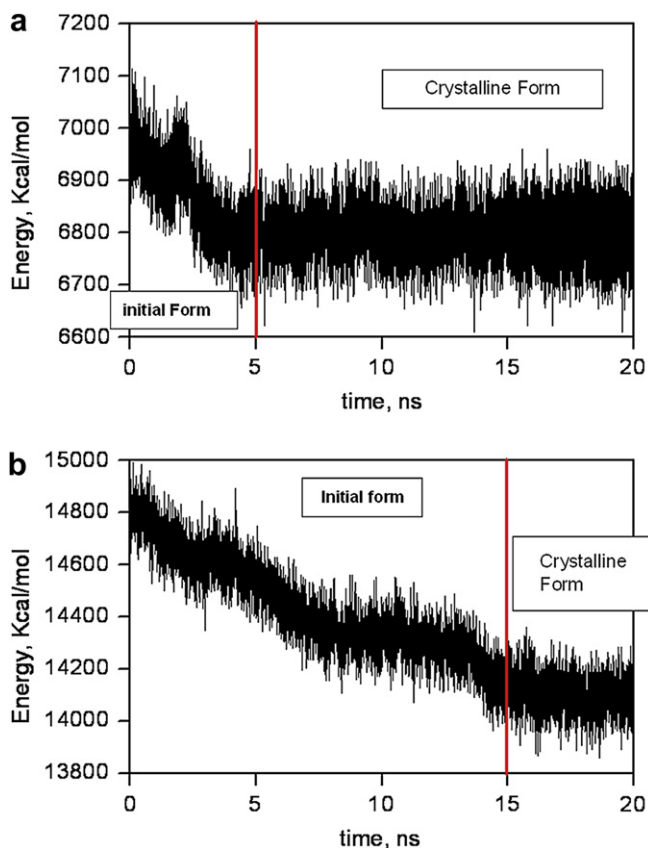 a
7200
7100
7000
6900
6800
6700
6600
Energy, Kcal/mol
Crystalline Form
initial Form
0 5 10 15 20
time, ns
b
15000
14800
14600
14400
14200
14000
13800
Energy, Kcal/mol
Initial form
Crystalline
Form
0 5 10 15 20
time, ns